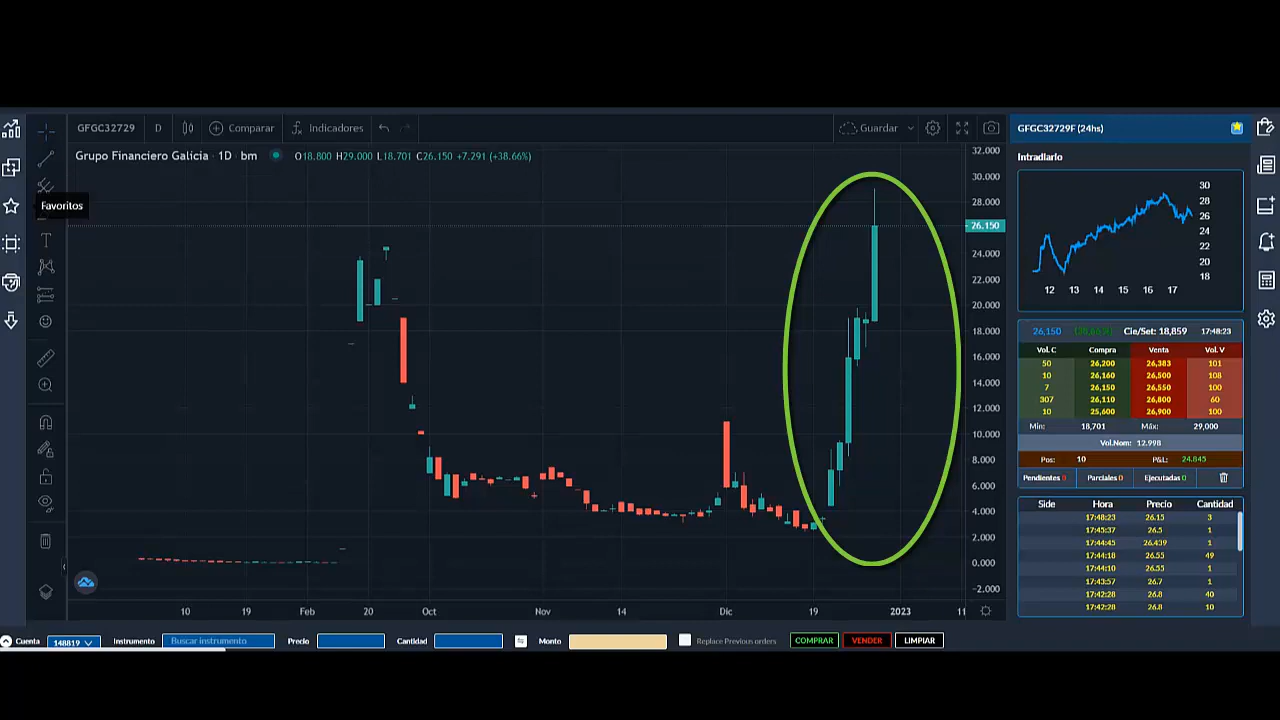 GFGC32729 D Comparar Indicadores Guardar
Grupo Financiero Galicia · 1D · bm O18.800 H29.000 L18.701 C26.150 +7.291 (+38.66%)
Favoritos
32.000
30.000
28.000
26.150
24.000
22.000
20.000
18.000
16.000
14.000
12.000
10.000
8.000
6.000
4.000
2.000
0.000
−2.000
10 19 Feb 20 Oct Nov 14 Dic 19 2023 11
GFGC32729F (24hs)
Intradiario
30
28
26
24
22
20
18
12 13 14 15 16 17
26,150 (38,66%) Cie/Set: 18,859 17:48:23
Vol. C Compra Venta Vol. V
50 26,200 26,383 101
10 26,160 26,500 108
7 26,150 26,550 100
307 26,110 26,800 60
10 25,600 26,900 100
Min: 18,701 Máx: 29,000
Vol.Nom: 12.998
Pos: 10 P&L: 24.845
Pendientes 0 Parciales 0 Ejecutadas 0
Side Hora Precio Cantidad
17:48:23 26.15 3
17:45:37 26.5 1
17:44:45 26.439 1
17:44:18 26.55 49
17:44:10 26.55 1
17:43:57 26.7 1
17:42:28 26.8 40
17:42:28 26.8 10
Cuenta 148819 Instrumento Buscar instrumento Precio Cantidad Monto Replace Previous orders COMPRAR VENDER LIMPIAR